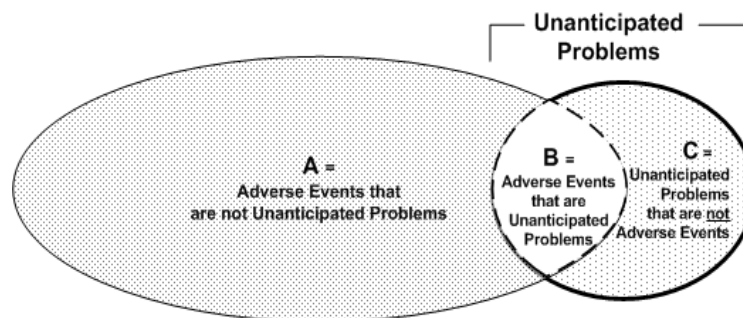 Unanticipated
Problems
A =
Adverse Events that
are not Unanticipated Problems
B =
Adverse Events
that are
Unanticipated
Problems
C =
Unanticipated
Problems
that are not
Adverse Events